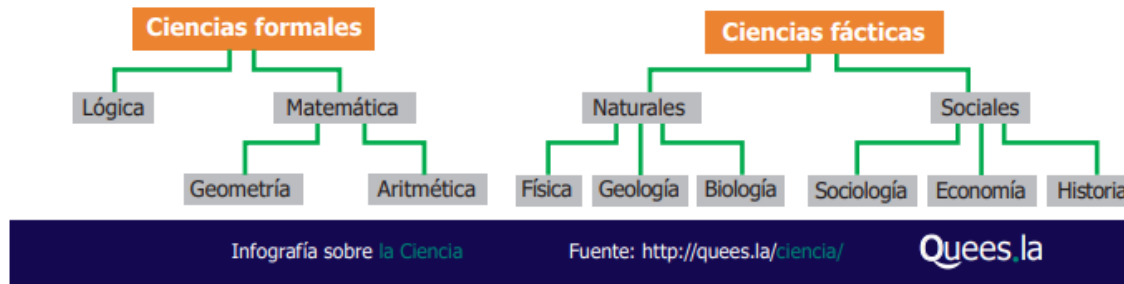 Ciencias formales
Ciencias fácticas
Lógica
Matemática
Naturales
Sociales
Geometría
Aritmética
Física
Geología
Biología
Sociología
Economía
Historia
Infografía sobre la Ciencia
Fuente: http://quees.la/ciencia/
Quees.la